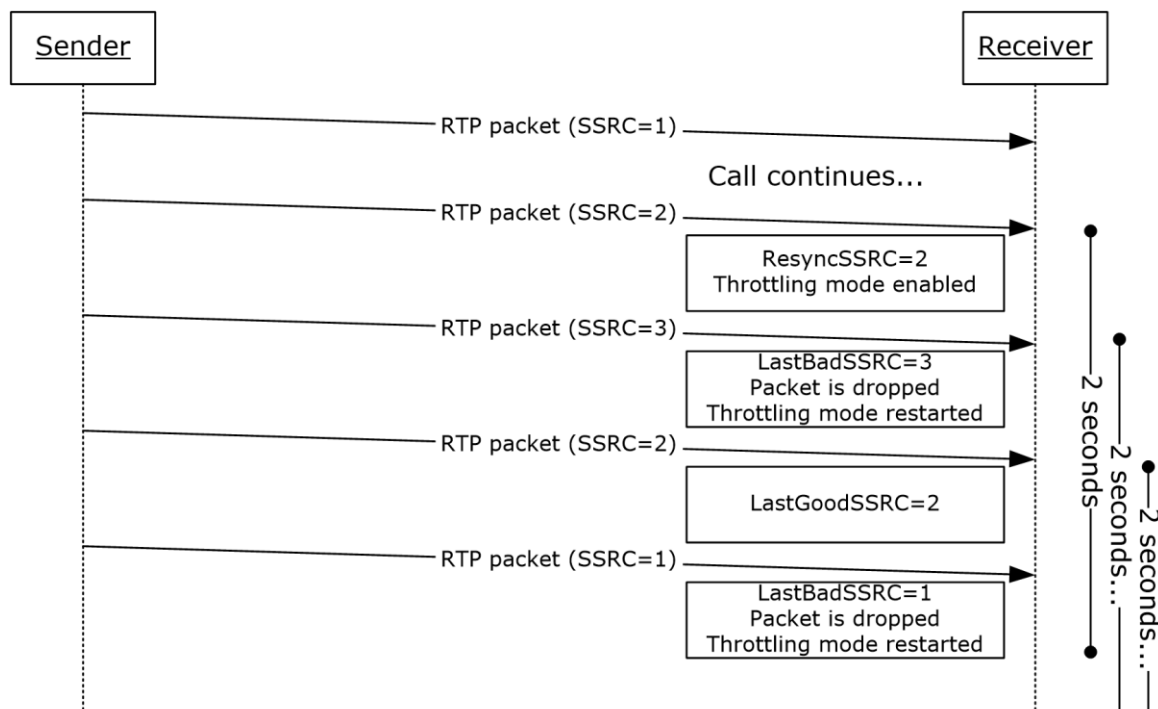 Sender
Receiver
RTP packet (SSRC=1)
Call continues...
RTP packet (SSRC=2)
ResyncSSRC=2
Throttling mode enabled
RTP packet (SSRC=3)
LastBadSSRC=3
Packet is dropped
Throttling mode restarted
RTP packet (SSRC=2)
LastGoodSSRC=2
RTP packet (SSRC=1)
LastBadSSRC=1
Packet is dropped
Throttling mode restarted
2 seconds
2 seconds...
2 seconds...